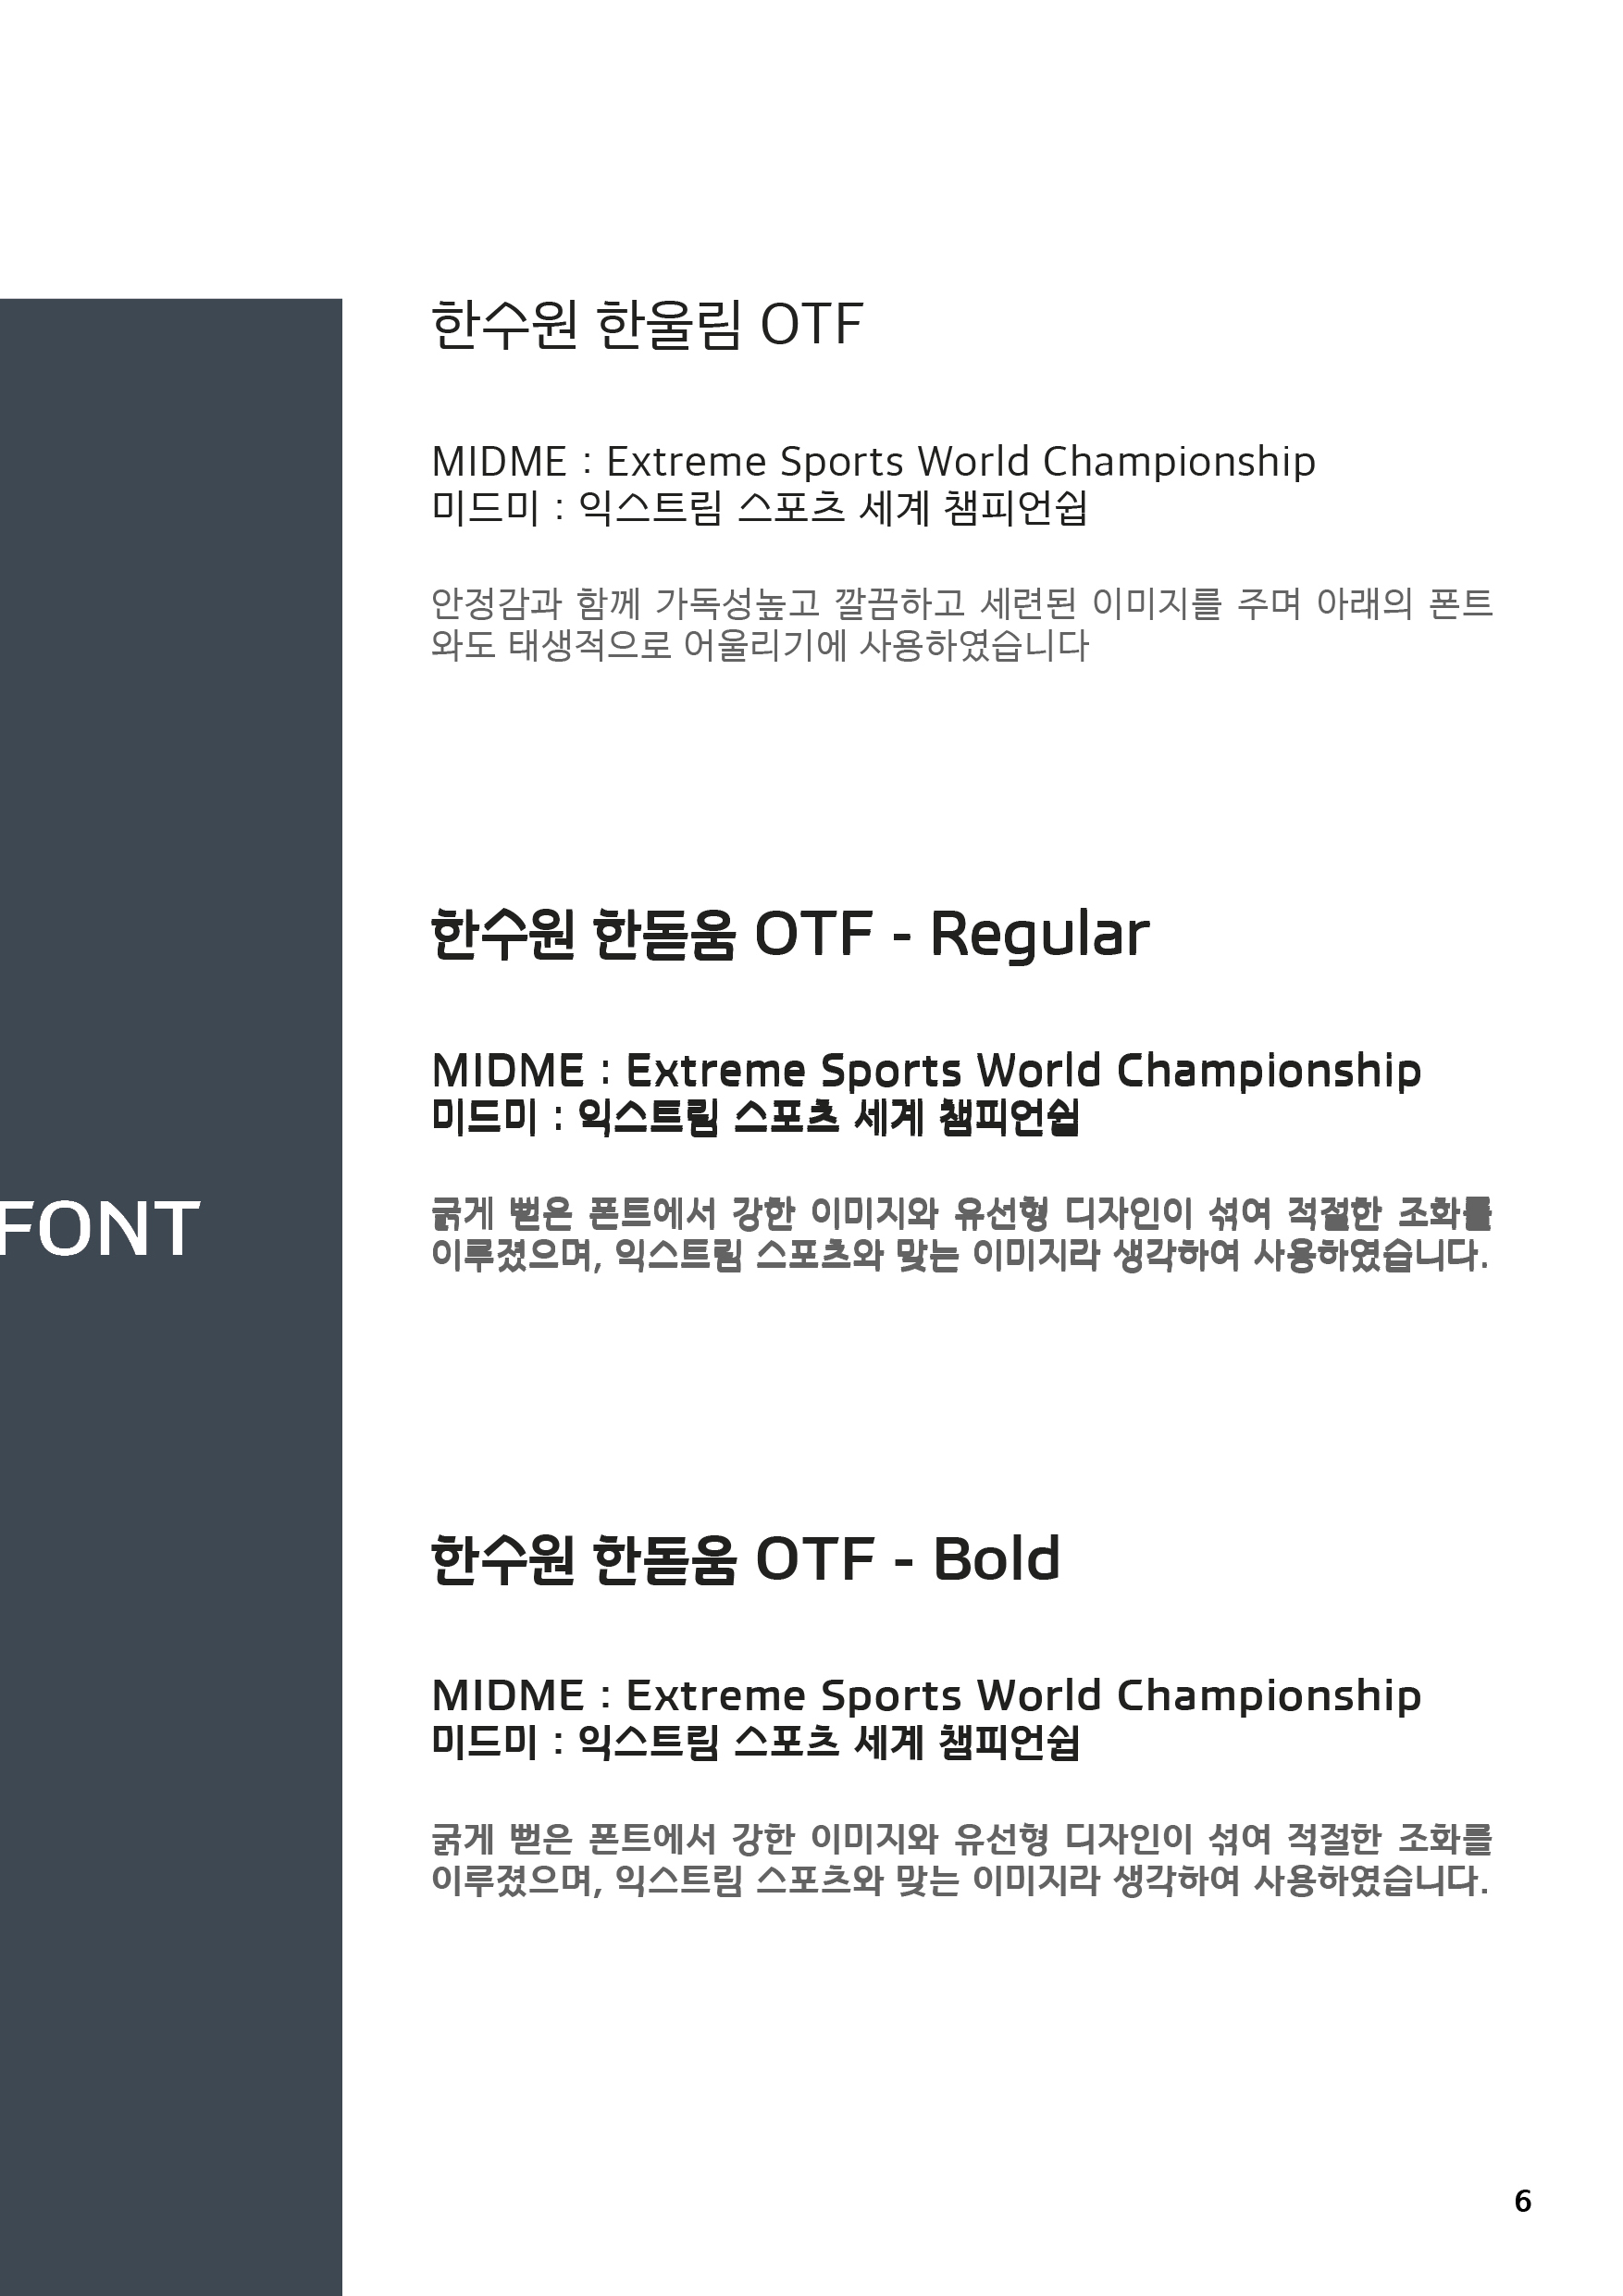 한수원 한울림 OTF
MIDME : Extreme Sports World Championship
미드미 : 익스트림 스포츠 세계 챔피언쉽
안정감과 함께 가독성높고 깔끔하고 세련된 이미지를 주며 아래의 폰트
와도 태생적으로 어울리기에 사용하였습니다
한수원 한돋움 OTF - Regular
MIDME : Extreme Sports World Championship
미드미 : 익스트림 스포츠 세계 챔피언쉽
FONT
굵게 뻗은 폰트에서 강한 이미지와 유선형 디자인이 섞여 적절한 조화를
이루졌으며, 익스트림 스포츠와 맞는 이미지라 생각하여 사용하였습니다.
한수원 한돋움 OTF - Bold
MIDME : Extreme Sports World Championship
미드미 : 익스트림 스포츠 세계 챔피언쉽
굵게 뻗은 폰트에서 강한 이미지와 유선형 디자인이 섞여 적절한 조화를
이루졌으며, 익스트림 스포츠와 맞는 이미지라 생각하여 사용하였습니다.
6